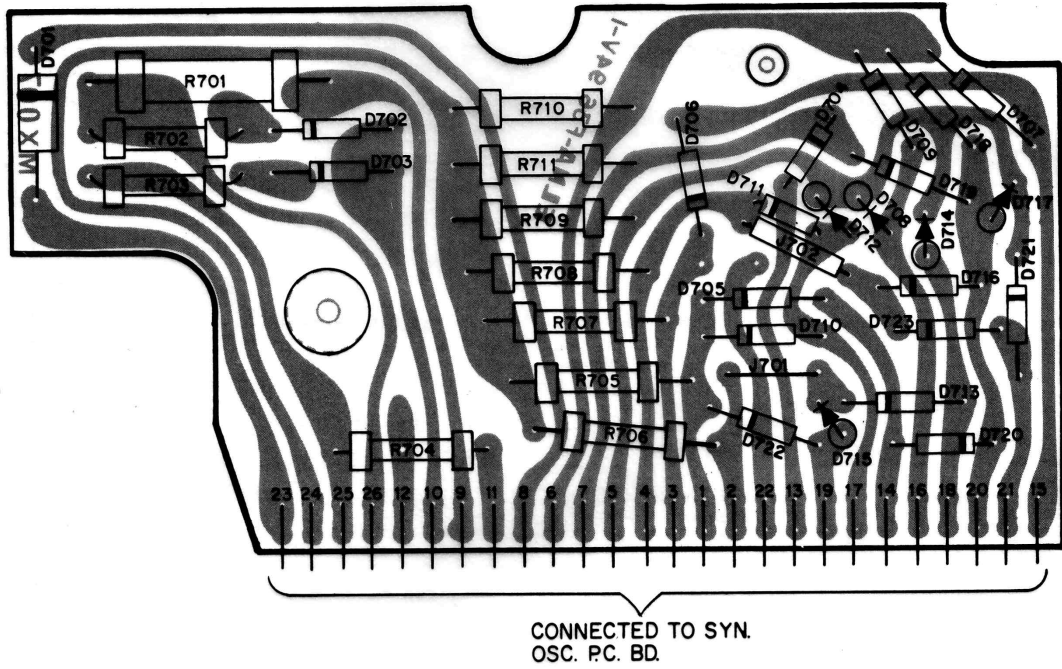 D701
R701
R702
R703
D702
D703
R710
R711
R709
R708
R707
R705
R706
R704
D706
D704
D711
D708
D712
J702
D705
D710
J701
D722
D715
D709
D718
D707
D719
D717
D714
D721
D716
D723
D713
D720
23 24 25 26 12 10 9 11 8 6 7 5 4 3 1 2 22 13 19 17 14 16 18 20 21 15
CONNECTED TO SYN.
OSC. P.C. BD.